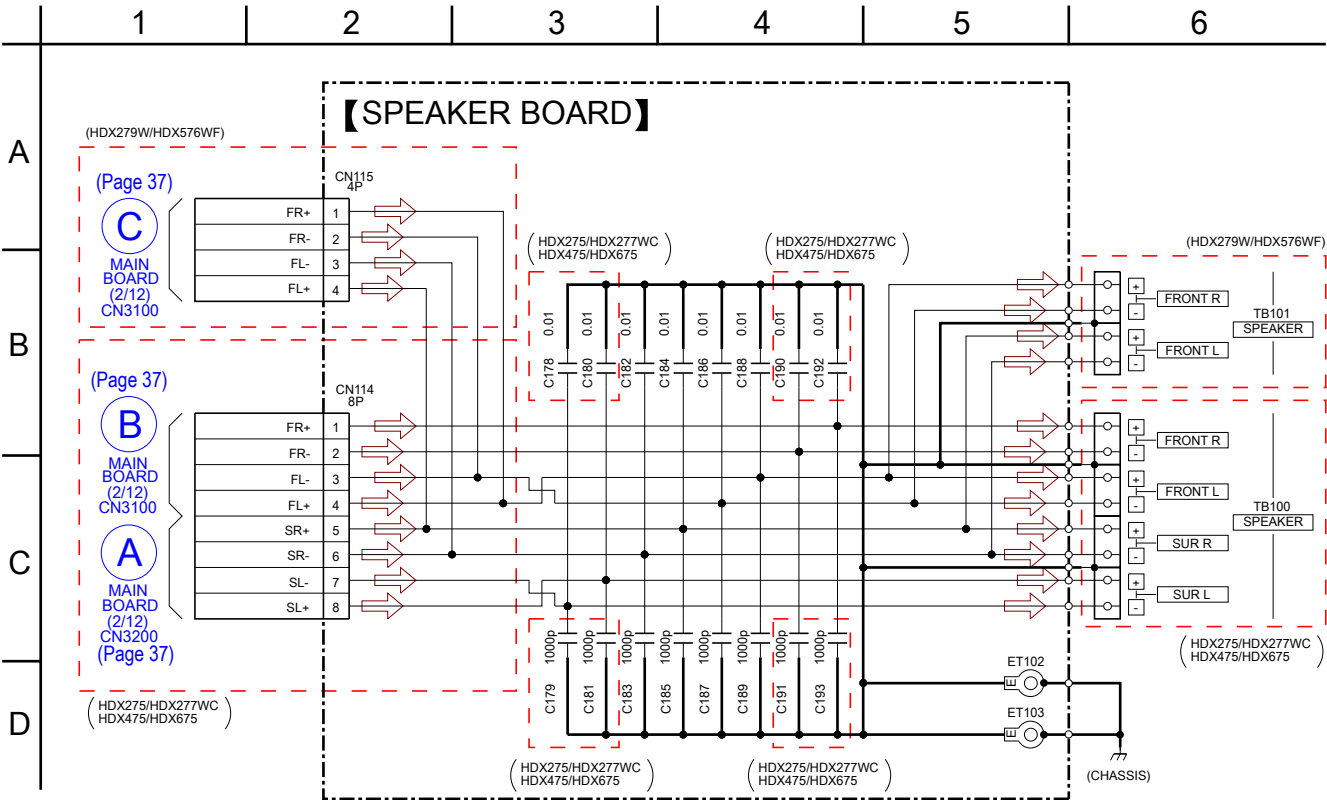 1 2 3 4 5 6
A
B
C
D
【SPEAKER BOARD】
(HDX279W/HDX576WF)
(Page 37)
C
MAIN
BOARD
(2/12)
CN3100
CN115
4P
FR+ 1
FR- 2
FL- 3
FL+ 4
(Page 37)
B
MAIN
BOARD
(2/12)
CN3100
A
MAIN
BOARD
(2/12)
CN3200
(Page 37)
CN114
8P
FR+ 1
FR- 2
FL- 3
FL+ 4
SR+ 5
SR- 6
SL- 7
SL+ 8
(HDX275/HDX277WC
HDX475/HDX675)
(HDX275/HDX277WC
HDX475/HDX675)
(HDX275/HDX277WC
HDX475/HDX675)
0.01 0.01 0.01 0.01 0.01 0.01 0.01 0.01
C178 C180 C182 C184 C186 C188 C190 C192
1000p 1000p 1000p 1000p 1000p 1000p 1000p 1000p
C179 C181 C183 C185 C187 C189 C191 C193
(HDX275/HDX277WC
HDX475/HDX675)
(HDX275/HDX277WC
HDX475/HDX675)
(HDX279W/HDX576WF)
+
FRONT R
-
+
FRONT L
-
TB101
SPEAKER
+
FRONT R
-
+
FRONT L
-
+
SUR R
-
+
SUR L
-
TB100
SPEAKER
(HDX275/HDX277WC
HDX475/HDX675)
ET102
E
ET103
E
(CHASSIS)